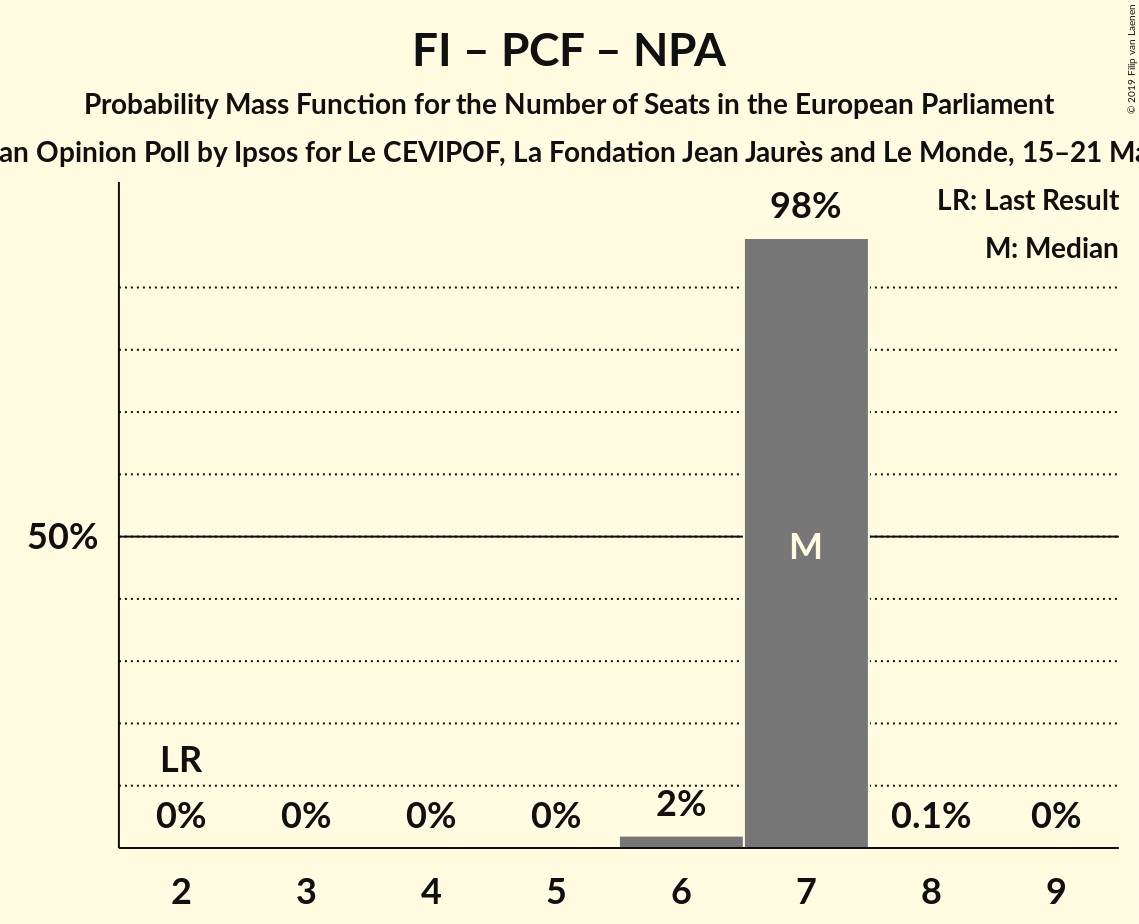 FI – PCF – NPA
Probability Mass Function for the Number of Seats in the European Parliament
an Opinion Poll by Ipsos for Le CEVIPOF, La Fondation Jean Jaurès and Le Monde, 15–21
© 2019 Filip van Laenen
LR: Last Result
M: Median
98%
50%
M
LR
0% 0% 0% 0% 2% 0.1% 0%
2 3 4 5 6 7 8 9